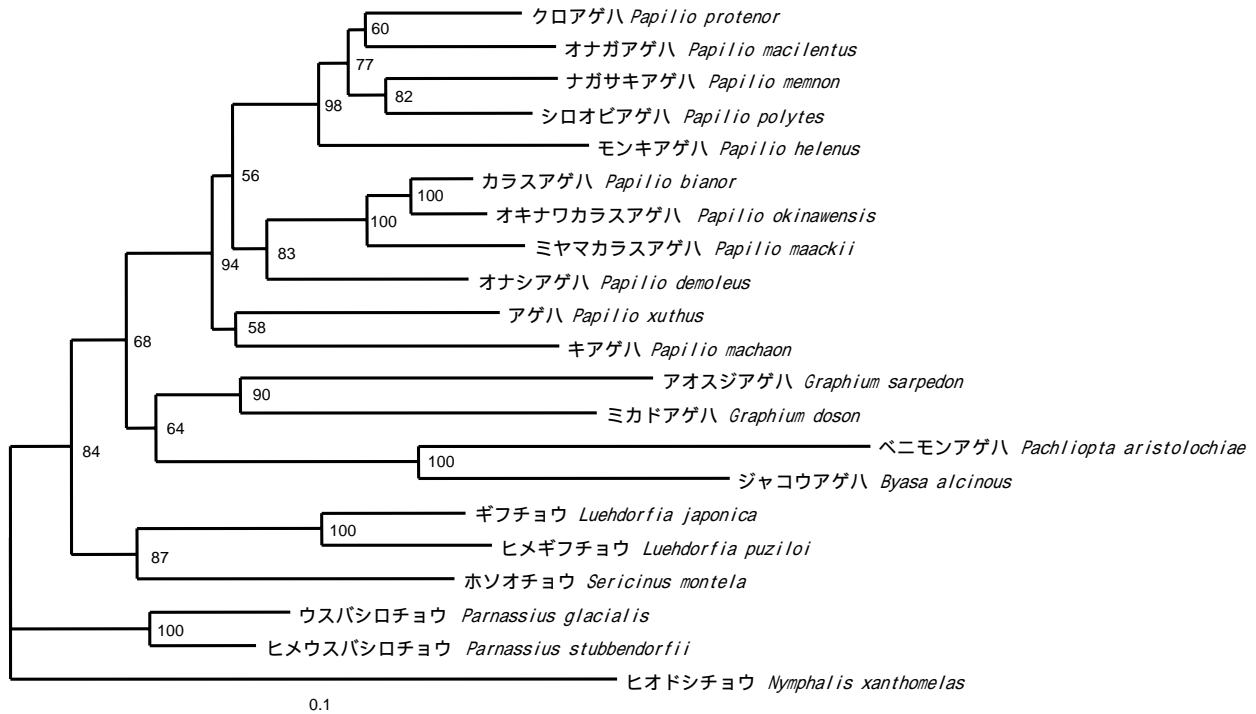 クロアゲハ Papilio protenor
60
オナガアゲハ Papilio macilentus
77
ナガサキアゲハ Papilio memnon
82
98
シロオビアゲハ Papilio polytes
モンキアゲハ Papilio helenus
56
カラスアゲハ Papilio bianor
100
オキナワカラスアゲハ Papilio okinawensis
100
ミヤマカラスアゲハ Papilio maackii
83
94
オナシアゲハ Papilio demoleus
アゲハ Papilio xuthus
58
68
キアゲハ Papilio machaon
アオスジアゲハ Graphium sarpedon
90
ミカドアゲハ Graphium doson
64
ベニモンアゲハ Pachliopta aristolochiae
84
100
ジャコウアゲハ Byasa alcinous
ギフチョウ Luehdorfia japonica
100
ヒメギフチョウ Luehdorfia puziloi
87
ホソオチョウ Sericinus montela
ウスバシロチョウ Parnassius glacialis
100
ヒメウスバシロチョウ Parnassius stubbendorfii
ヒオドシチョウ Nymphalis xanthomelas
0.1